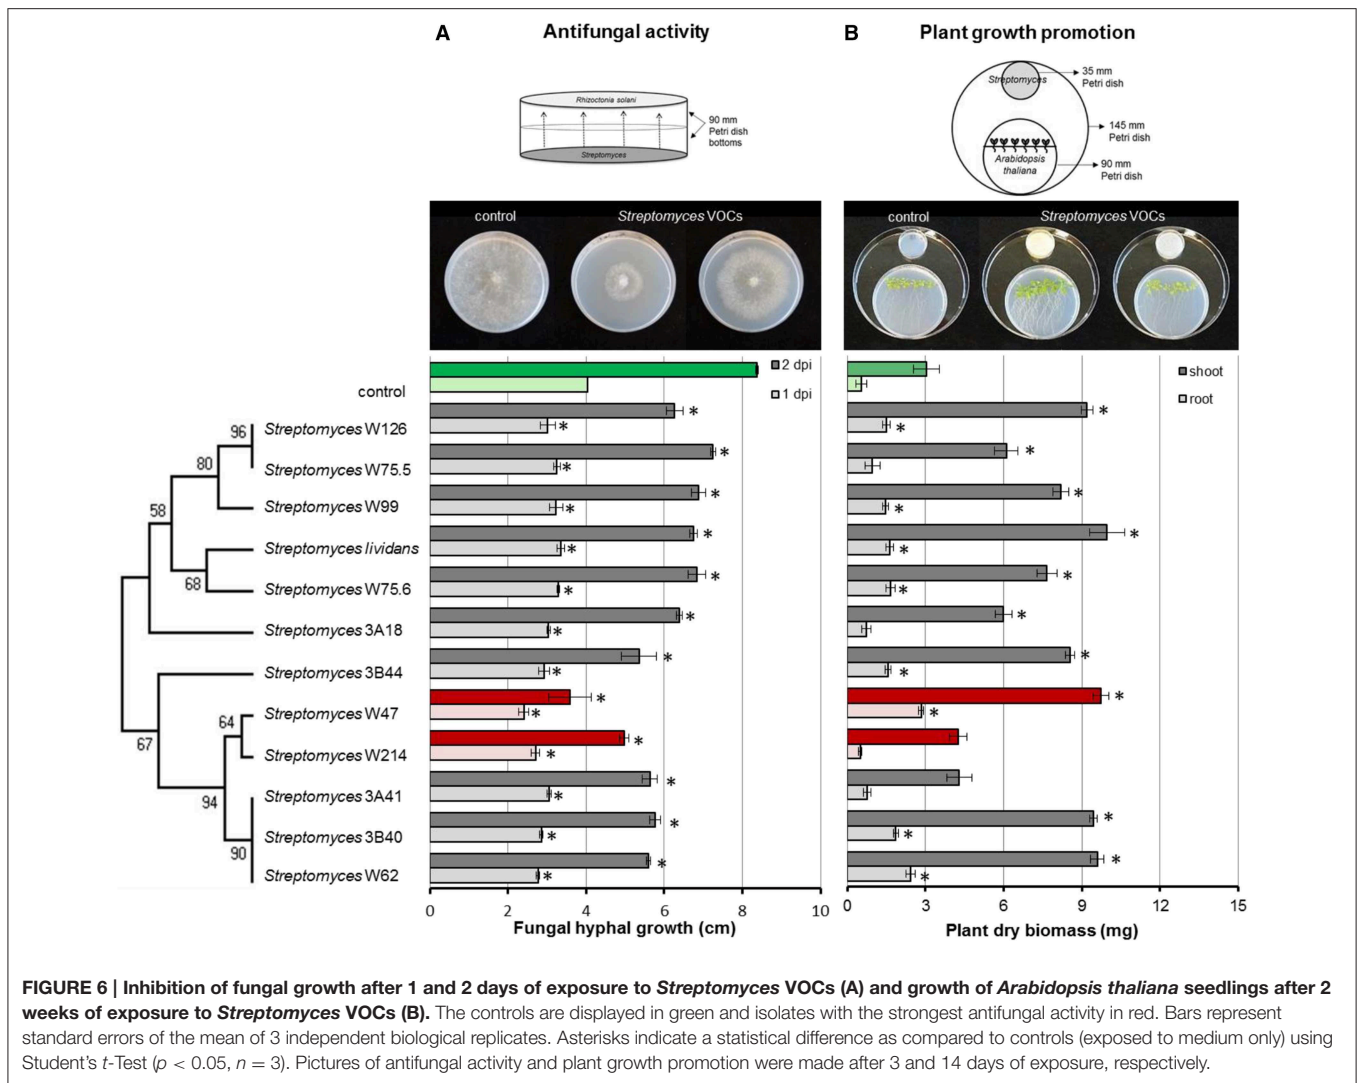 A Antifungal activity
Rhizoctonia solani
Streptomyces
90 mm
Petri dish
bottoms
control Streptomyces VOCs
2 dpi
1 dpi
B Plant growth promotion
Streptomyces
35 mm
Petri dish
145 mm
Petri dish
Arabidopsis
thaliana
90 mm
Petri dish
control Streptomyces VOCs
shoot
root
control
Streptomyces W126
Streptomyces W75.5
Streptomyces W99
Streptomyces lividans
Streptomyces W75.6
Streptomyces 3A18
Streptomyces 3B44
Streptomyces W47
Streptomyces W214
Streptomyces 3A41
Streptomyces 3B40
Streptomyces W62
96
80
58
68
64
67
94
90
* * * * * * * * * * * * * * * * * * * * * * * *
* * * * * * * * * * * * * * * * * *
0 2 4 6 8 10
Fungal hyphal growth (cm)
0 3 6 9 12 15
Plant dry biomass (mg)
FIGURE 6 | Inhibition of fungal growth after 1 and 2 days of exposure to Streptomyces VOCs (A) and growth of Arabidopsis thaliana seedlings after 2
weeks of exposure to Streptomyces VOCs (B). The controls are displayed in green and isolates with the strongest antifungal activity in red. Bars represent
standard errors of the mean of 3 independent biological replicates. Asterisks indicate a statistical difference as compared to controls (exposed to medium only) using
Student's t-Test (p < 0.05, n = 3). Pictures of antifungal activity and plant growth promotion were made after 3 and 14 days of exposure, respectively.